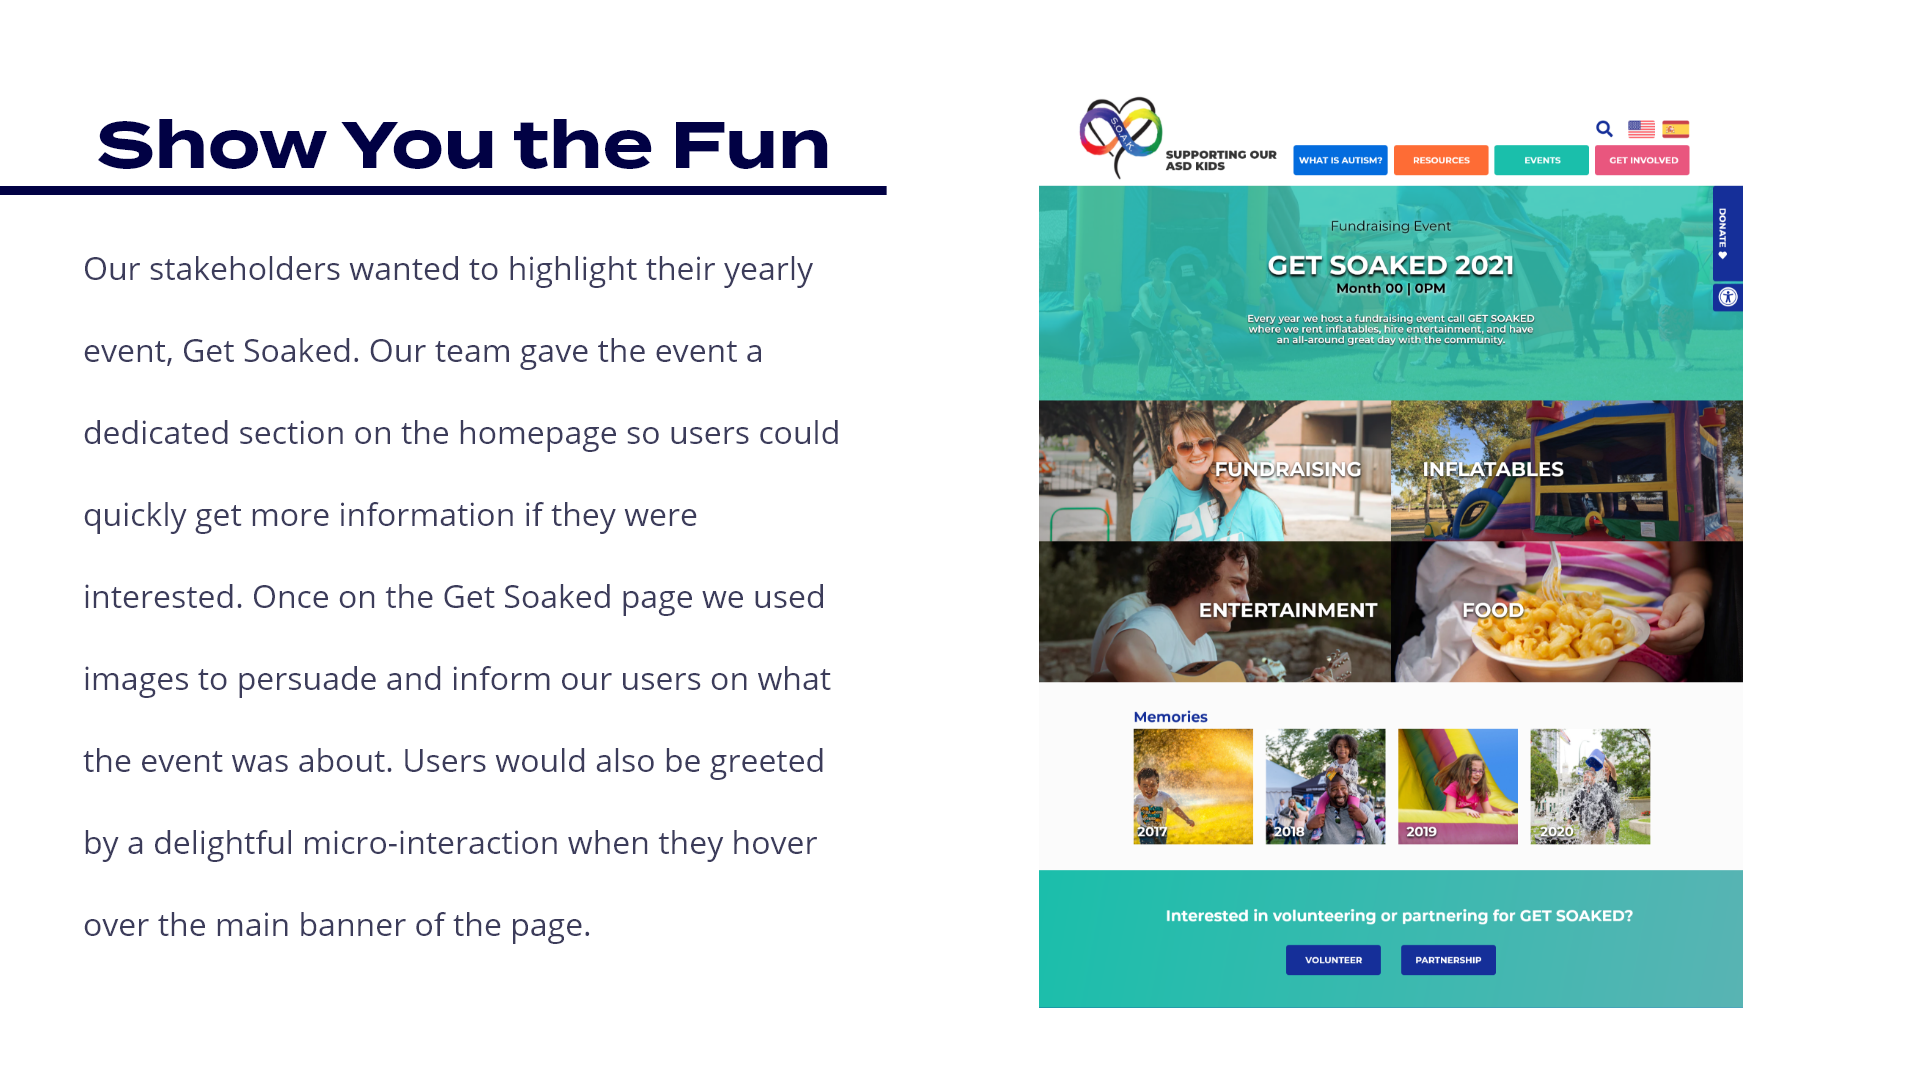 Show You the Fun
Our stakeholders wanted to highlight their yearly
event, Get Soaked. Our team gave the event a
dedicated section on the homepage so users could
quickly get more information if they were
interested. Once on the Get Soaked page we used
images to persuade and inform our users on what
the event was about. Users would also be greeted
by a delightful micro-interaction when they hover
over the main banner of the page.
SOAK
SUPPORTING OUR
ASD KIDS
WHAT IS AUTISM?
RESOURCES
EVENTS
GET INVOLVED
DONATE
Fundraising Event
GET SOAKED 2021
Month 00 | 0PM
Every year we host a fundraising event call GET SOAKED
where we rent inflatables, hire entertainment, and have
an all-around great day with the community.
FUNDRAISING
INFLATABLES
ENTERTAINMENT
FOOD
Memories
2017
2018
2019
2020
Interested in volunteering or partnering for GET SOAKED?
VOLUNTEER
PARTNERSHIP